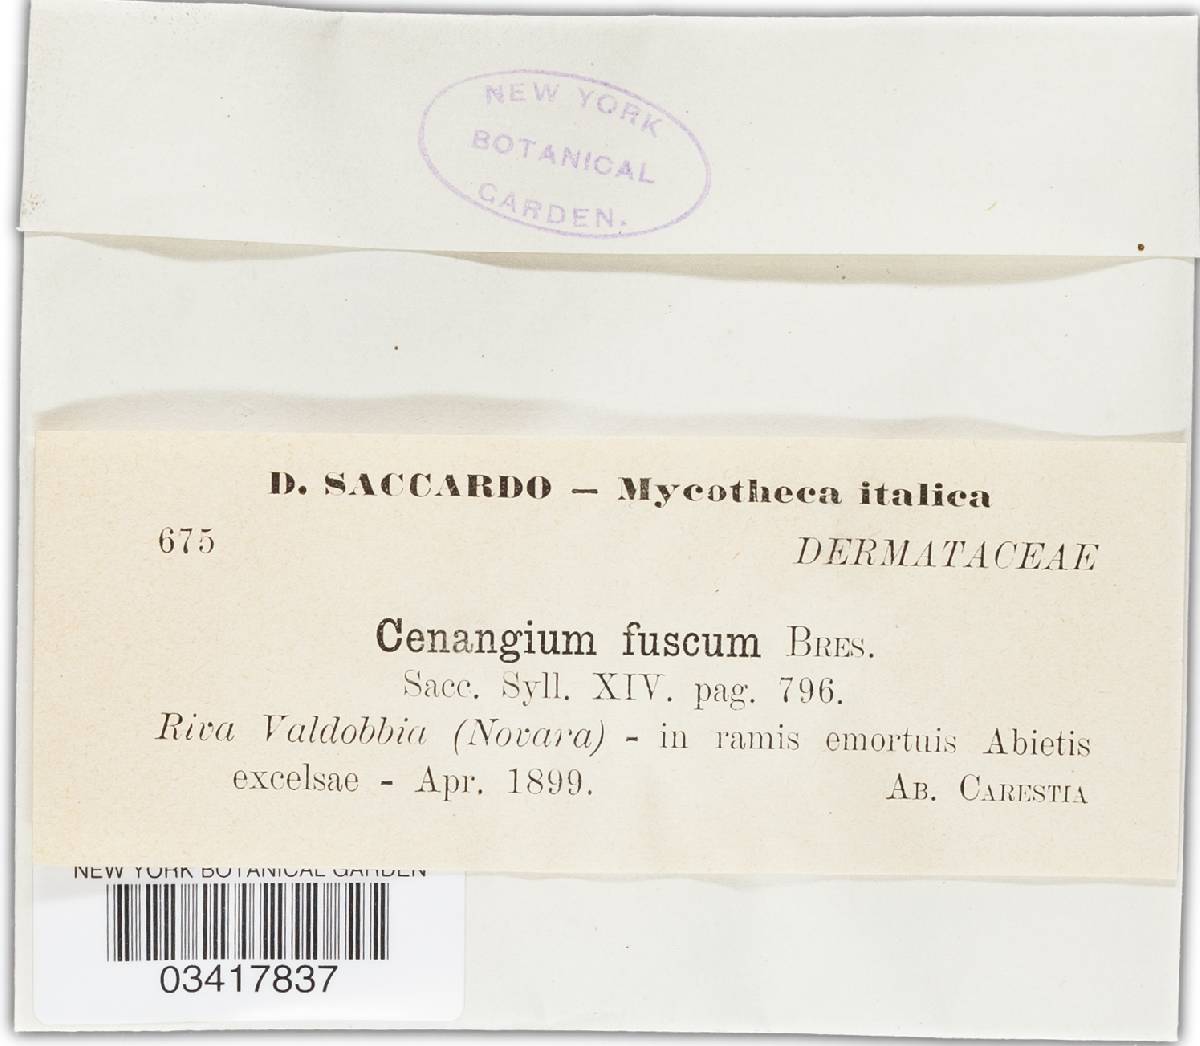 NEW YORK
BOTANICAL
GARDEN.
D. SACCARDO – Mycotheca italica
675
DERMATACEAE
Cenangium fuscum BRES.
Sacc. Syll. XIV. pag. 796.
Riva Valdobbia (Novara) - in ramis emortuis Abietis
excelsae - Apr. 1899.
AB. CARESTIA
NEW YORK BOTANICAL GARDEN
03417837